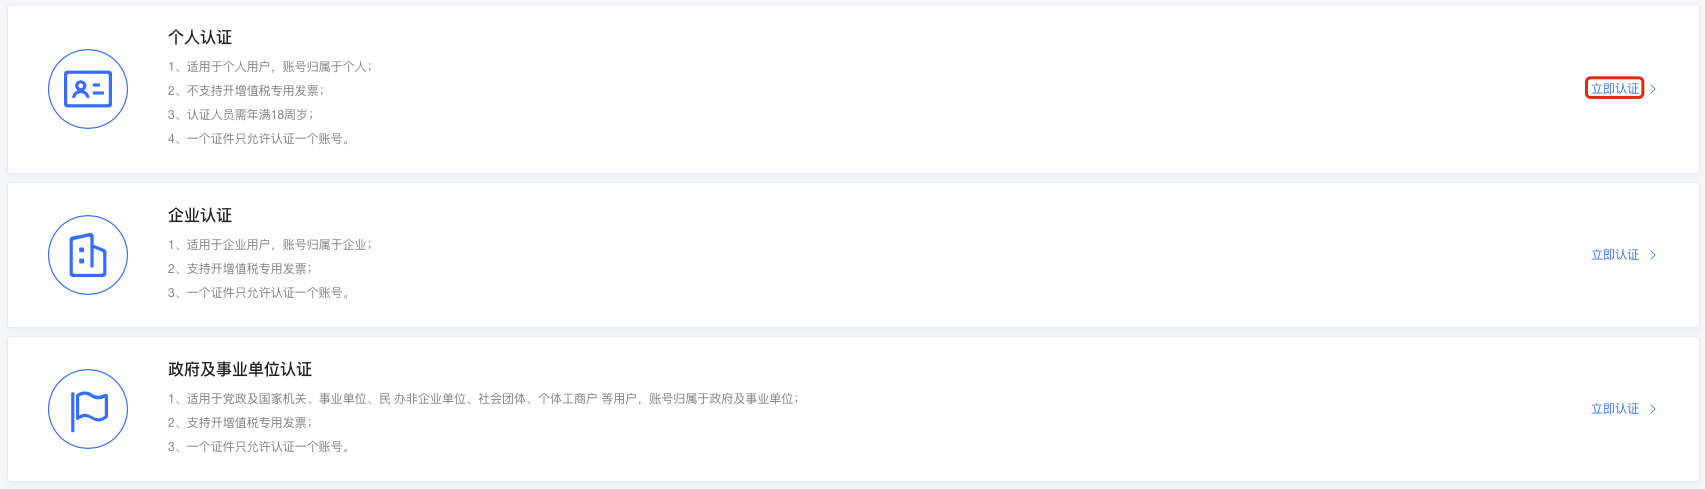 个人认证
1、适用于个人用户，账号归属于个人；
2、不支持开增值税专用发票；
3、认证人员需年满18周岁；
4、一个证件只允许认证一个账号。
立即认证
企业认证
1、适用于企业用户，账号归属于企业；
2、支持开增值税专用发票；
3、一个证件只允许认证一个账号。
立即认证
政府及事业单位认证
1、适用于党政及国家机关、事业单位、民 办非企业单位、社会团体、个体工商户 等用户，账号归属于政府及事业单位；
2、支持开增值税专用发票；
3、一个证件只允许认证一个账号。
立即认证